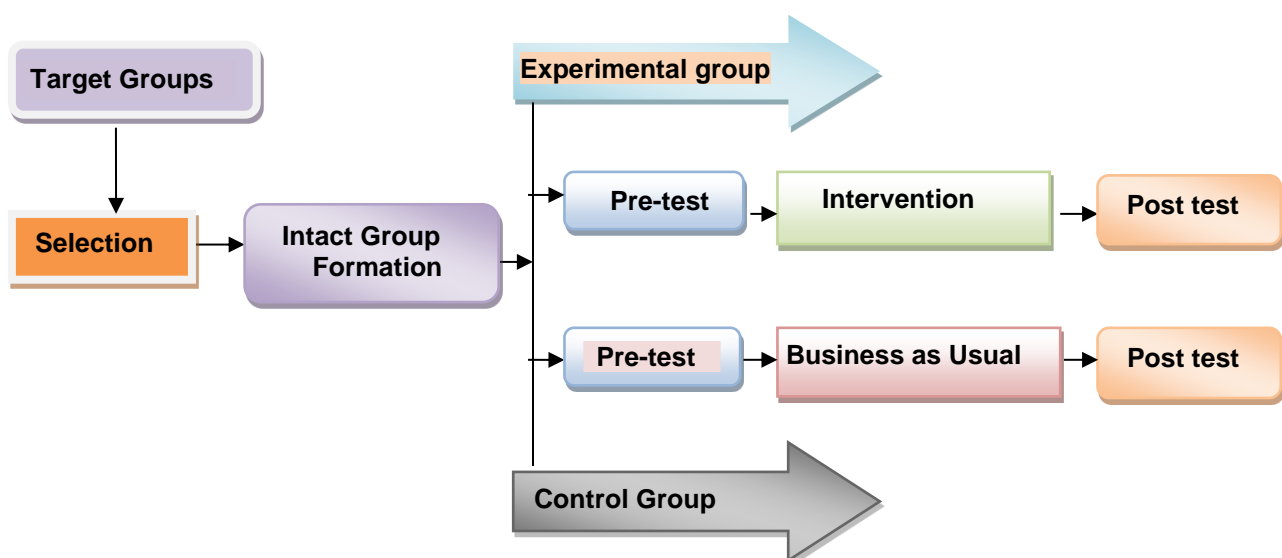 Target Groups
Experimental group
Pre-test
Intervention
Post test
Selection
Intact Group
Formation
Pre-test
Business as Usual
Post test
Control Group